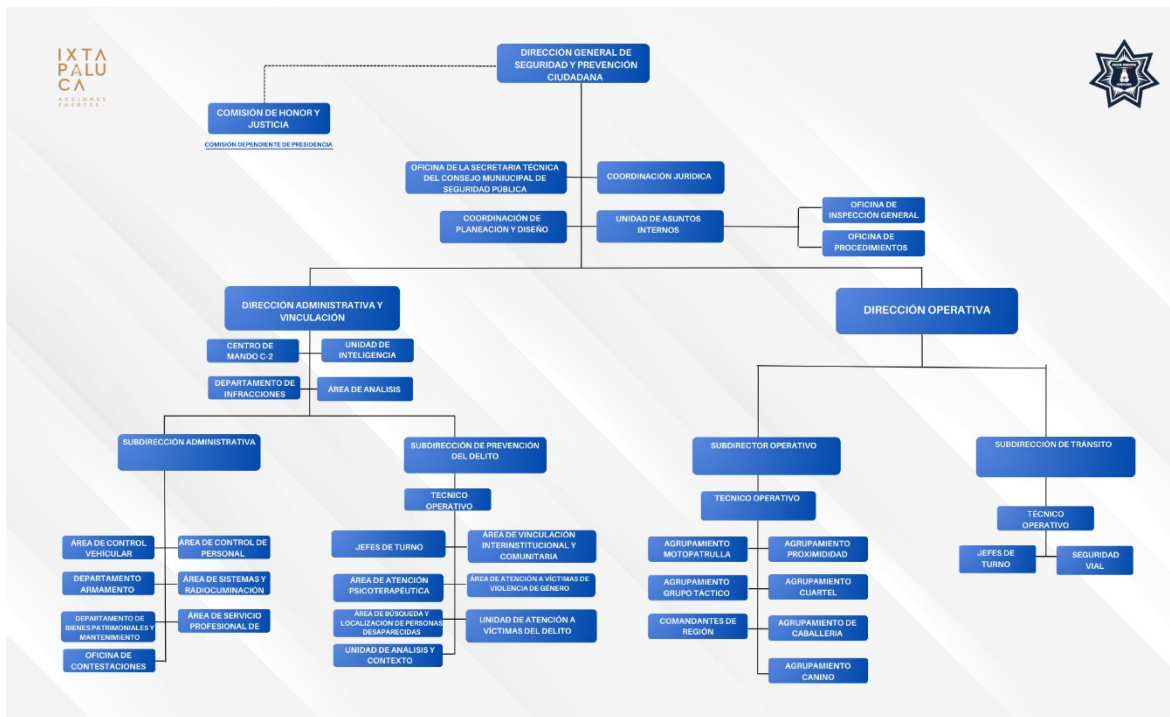 IXTA
PALU
CA
ACCIONES
FUERTES
DIRECCIÓN GENERAL DE
SEGURIDAD Y PREVENCIÓN
CIUDADANA
COMISIÓN DE HONOR Y
JUSTICIA
COMISIÓN DEPENDIENTE DE PRESIDENCIA
OFICINA DE LA SECRETARIA TÉCNICA
DEL CONSEJO MUNIUCIPAL DE
SEGURIDAD PÚBLICA
COORDINACIÓN JURÍDICA
COORDINACIÓN DE
PLANEACIÓN Y DISEÑO
UNIDAD DE ASUNTOS
INTERNOS
OFICINA DE
INSPECCIÓN GENERAL
OFICINA DE
PROCEDIMIENTOS
DIRECCIÓN ADMINISTRATIVA Y
VINCULACIÓN
DIRECCIÓN OPERATIVA
CENTRO DE
MANDO C-2
UNIDAD DE
INTELIGENCIA
DEPARTAMENTO DE
INFRACCIONES
ÁREA DE ANALISIS
SUBDIRECCIÓN ADMINISTRATIVA
SUBDIRECCIÓN DE PREVENCIÓN
DEL DELITO
SUBDIRECTOR OPERATIVO
SUBDIRECCIÓN DE TRÁNSITO
ÁREA DE CONTROL
VEHÍCULAR
ÁREA DE CONTROL DE
PERSONAL
DEPARTAMENTO
ARMAMENTO
ÁREA DE SISTEMAS Y
RADIOCUMINACIÓN
DEPARTAMENTO DE
BIENES PATRIMONIALES Y
MANTENIMIENTO
ÁREA DE SERVICIO
PROFESIONAL DE
OFICINA DE
CONTESTACIONES
TECNICO
OPERATIVO
JEFES DE TURNO
ÁREA DE VINCULACIÓN
INTERINSTITUCIONAL Y
COMUNITARIA
ÁREA DE ATENCIÓN
PSICOTERAPÉUTICA
ÁREA DE ATENCIÓN A VÍCTIMAS DE
VIOLENCIA DE GÉNERO
ÁREA DE BÚSQUEDA Y
LOCALIZACIÓN DE PERSONAS
DESAPARECIDAS
UNIDAD DE ATENCIÓN A
VÍCTIMAS DEL DELITO
UNIDAD DE ANÁLISIS Y
CONTEXTO
TECNICO OPERATIVO
AGRUPAMIENTO
MOTOPATRULLA
AGRUPAMIENTO
PROXIMIDIDAD
AGRUPAMIENTO
GRUPO TÁCTICO
AGRUPAMIENTO
CUARTEL
COMANDANTES DE
REGIÓN
AGRUPAMIENTO DE
CABALLERIA
AGRUPAMIENTO
CANINO
TÉCNICO
OPERATIVO
JEFES DE
TURNO
SEGURIDAD
VIAL